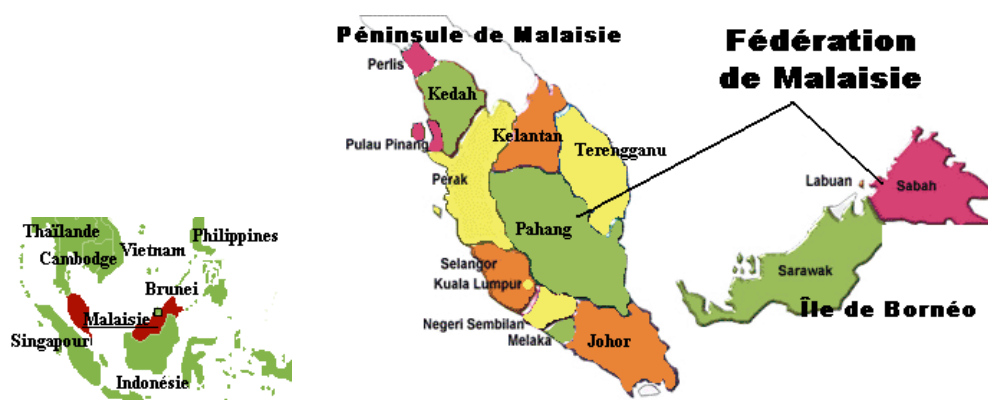 Péninsule de Malaisie
Fédération
de Malaisie
Perlis
Kedah
Kelantan
Pulau Pinang
Terengganu
Perak
Labuan
Sabah
Pahang
Selangor
Kuala Lumpur
Sarawak
Île de Bornéo
Negeri Sembilan
Melaka
Johor
Thaïlande
Philippines
Vietnam
Cambodge
Brunei
Malaisie
Singapour
Indonésie